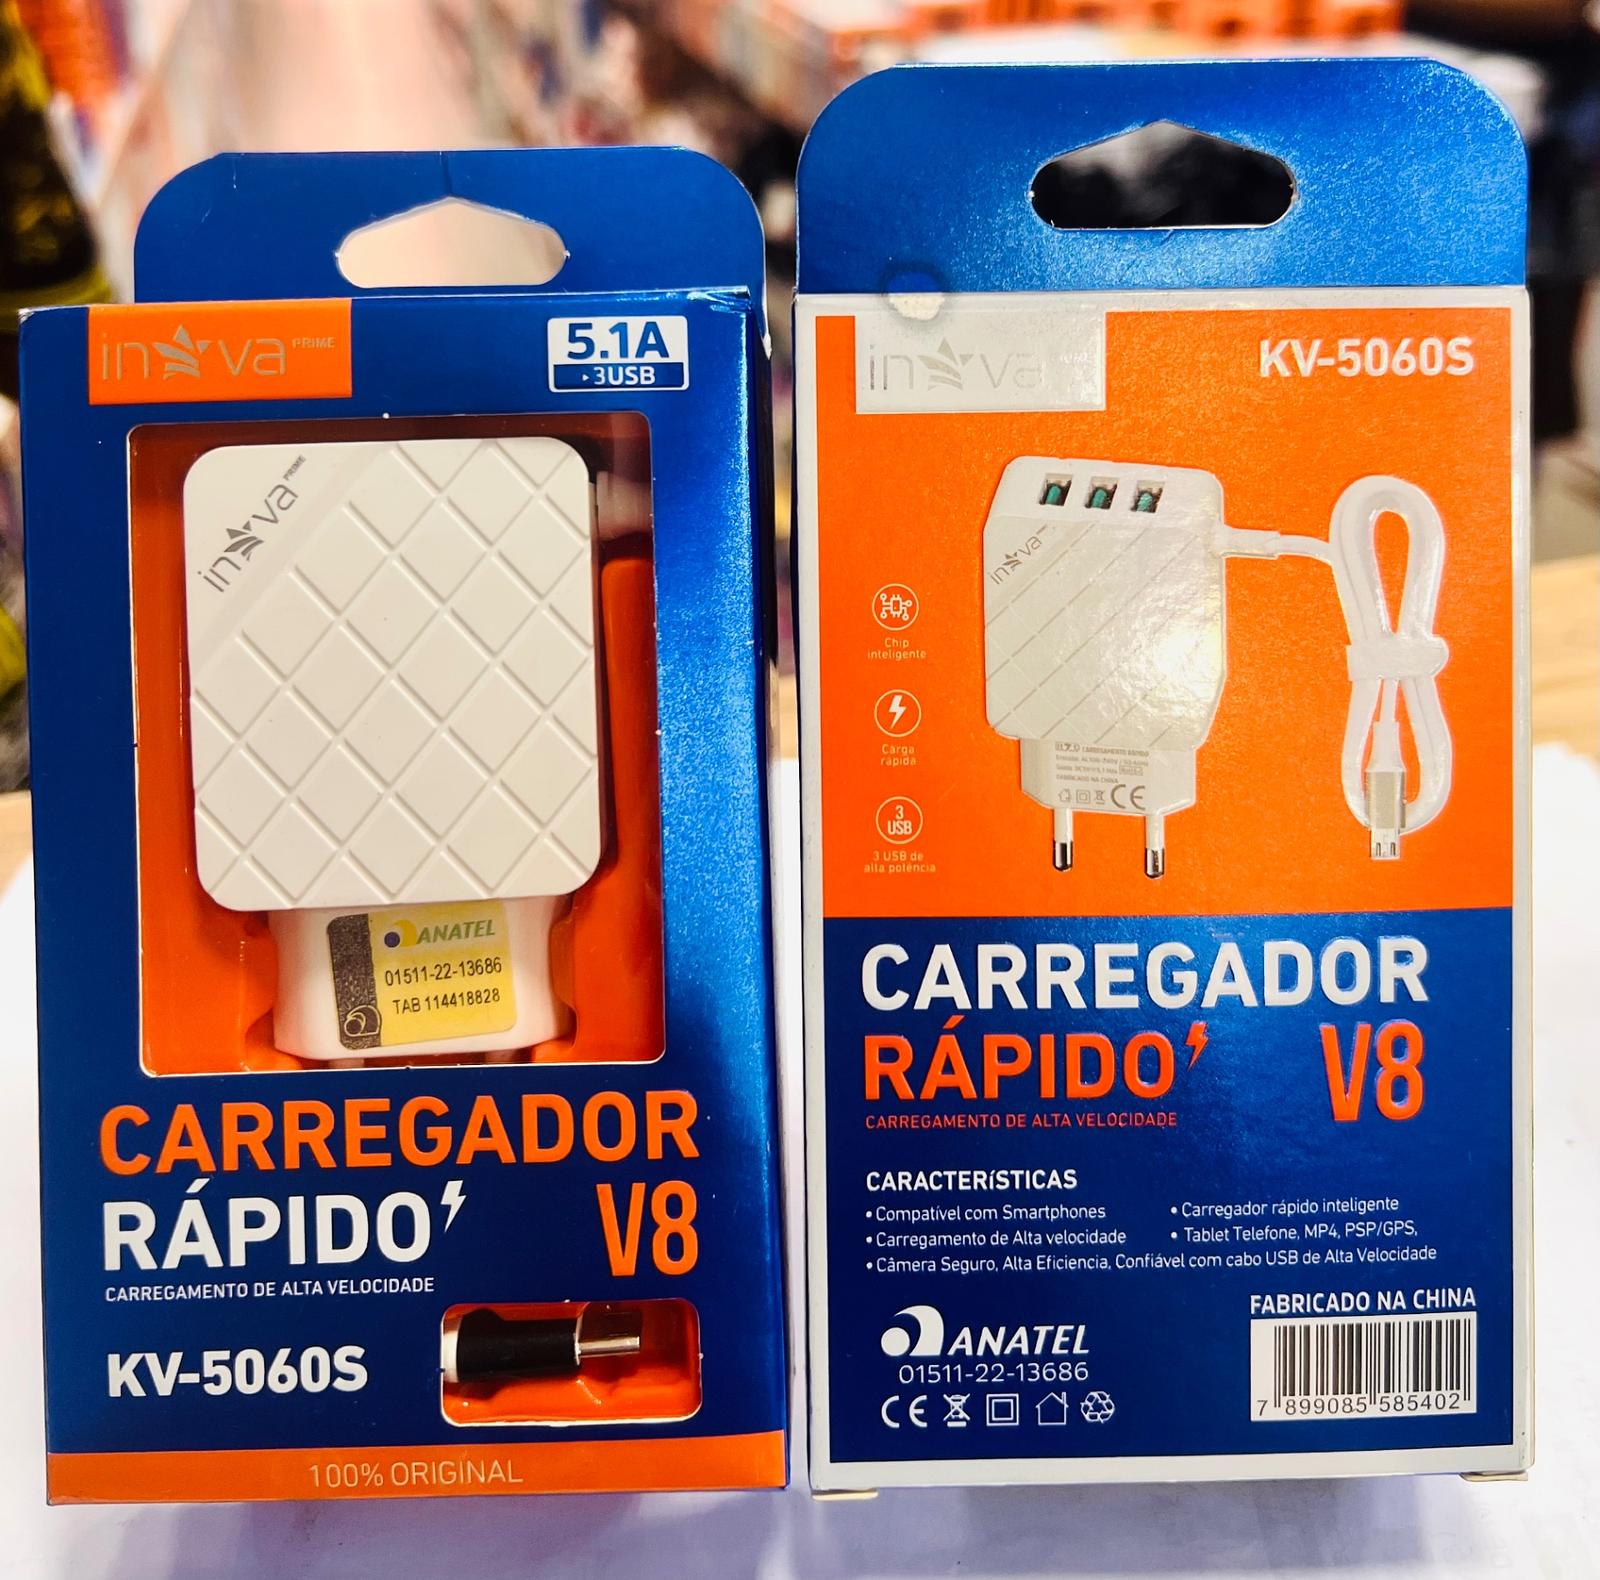 inova PRIME
5.1A
3USB
inova PRIME
ANATEL
01511-22-13686
TAB 114418828
CARREGADOR
RÁPIDO V8
CARREGAMENTO DE ALTA VELOCIDADE
KV-5060S
100% ORIGINAL
inova
KV-5060S
inova
Chip
inteligente
Carga
rápida
3
USB
3 USB de
alta potência
CARREGAMENTO RÁPIDO
FABRICADO NA CHINA
CE
CARREGADOR
RÁPIDO V8
CARREGAMENTO DE ALTA VELOCIDADE
CARACTERíSTICAS
• Compatível com Smartphones
• Carregador rápido inteligente
• Carregamento de Alta velocidade
• Tablet Telefone, MP4, PSP/GPS,
• Câmera Seguro, Alta Eficiencia, Confiável com cabo USB de Alta Velocidade
FABRICADO NA CHINA
ANATEL
01511-22-13686
CE
7 899085 585402